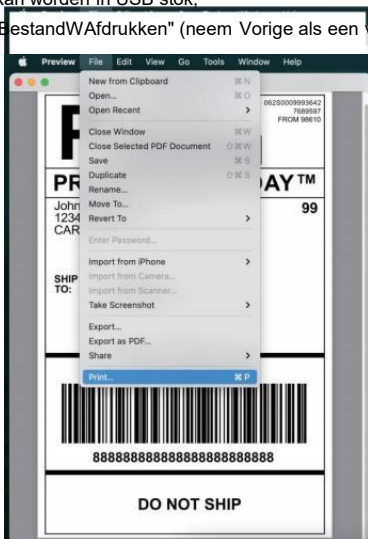 kan worden in USB stok,
BestandWAfdrukken" (neem Vorige als een v
Preview File Edit View Go Tools Window Help
New from Clipboard ⌘ N
Open... ⌘ O
Open Recent >
Close Window ⌘ W
Close Selected PDF Document ⇧ ⌘ W
Save ⌘ S
Duplicate ⇧ ⌘ S
Rename...
Move To...
Revert To >
Enter Password...
Import from iPhone >
Import from Camera...
Import from Scanner...
Take Screenshot >
Export...
Export as PDF...
Share >
Print... ⌘ P
062S0009993642
7689597
FROM 98610
PR
AY™
John
1234
CAR
99
SHIP
TO:
88888888888888888888888
DO NOT SHIP